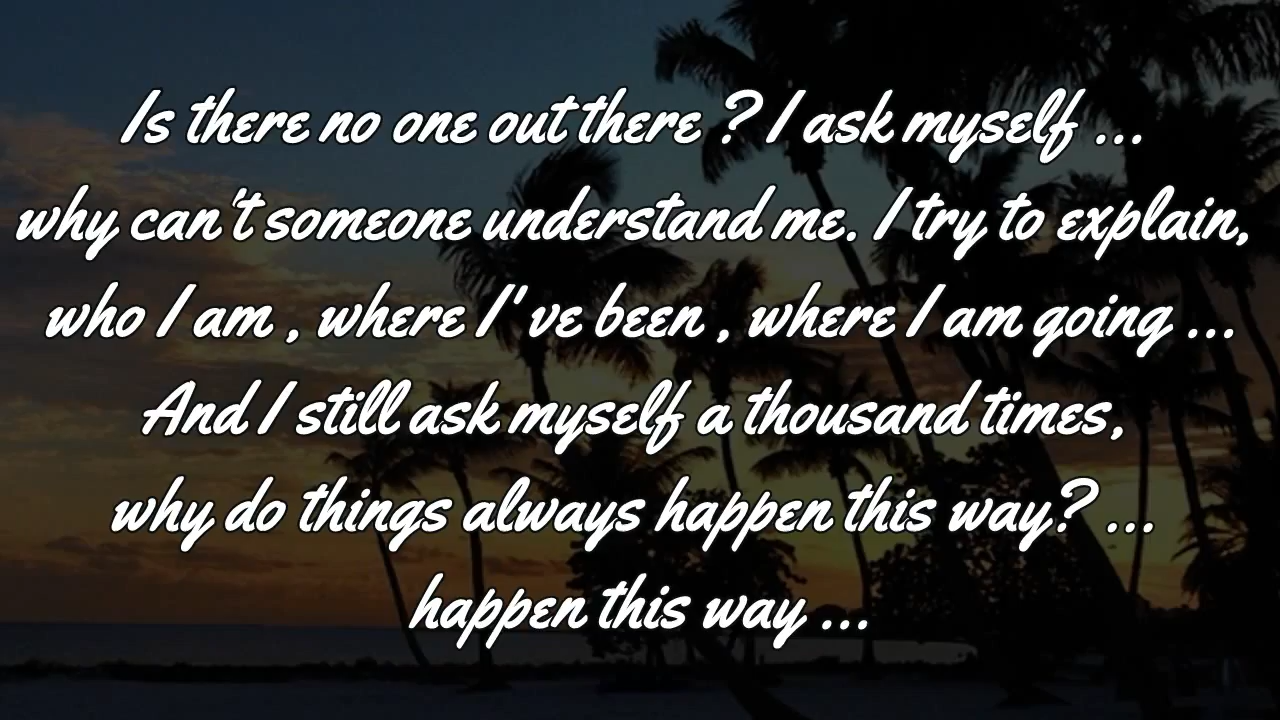 Is there no one out there ? I ask myself ...
why can't someone understand me. I try to explain,
who I am , where I' ve been , where I am going ...
And I still ask myself a thousand times,
why do things always happen this way? ...
happen this way ...